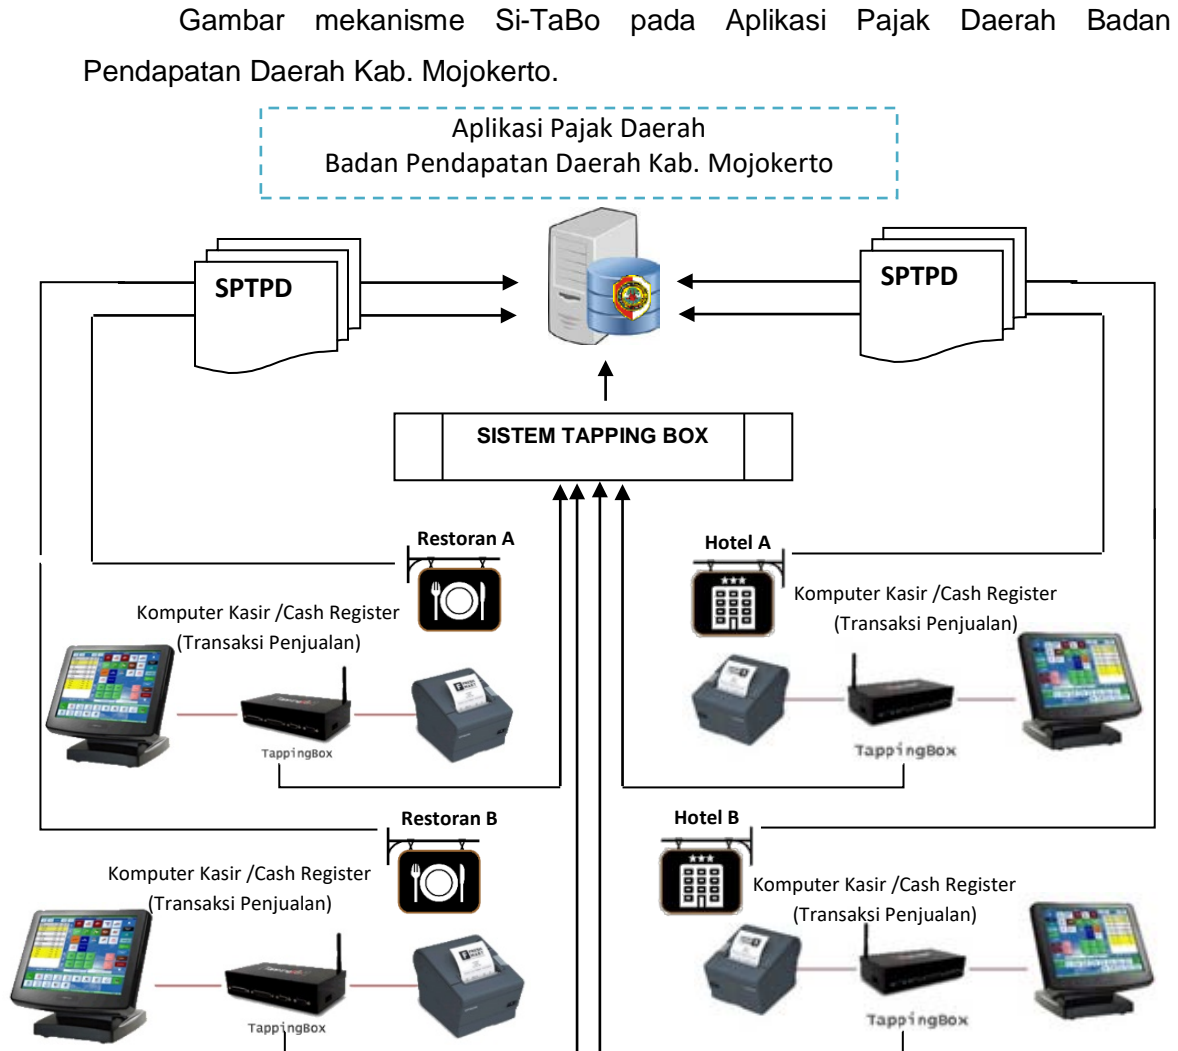 Gambar mekanisme Si-TaBo pada Aplikasi Pajak Daerah Badan
Pendapatan Daerah Kab. Mojokerto.
Aplikasi Pajak Daerah
Badan Pendapatan Daerah Kab. Mojokerto
SPTPD
SPTPD
SISTEM TAPPING BOX
Restoran A
Hotel A
Komputer Kasir /Cash Register
(Transaksi Penjualan)
Komputer Kasir /Cash Register
(Transaksi Penjualan)
TappingBox
TappingBox
Restoran B
Hotel B
Komputer Kasir /Cash Register
(Transaksi Penjualan)
Komputer Kasir /Cash Register
(Transaksi Penjualan)
TappingBox
TappingBox